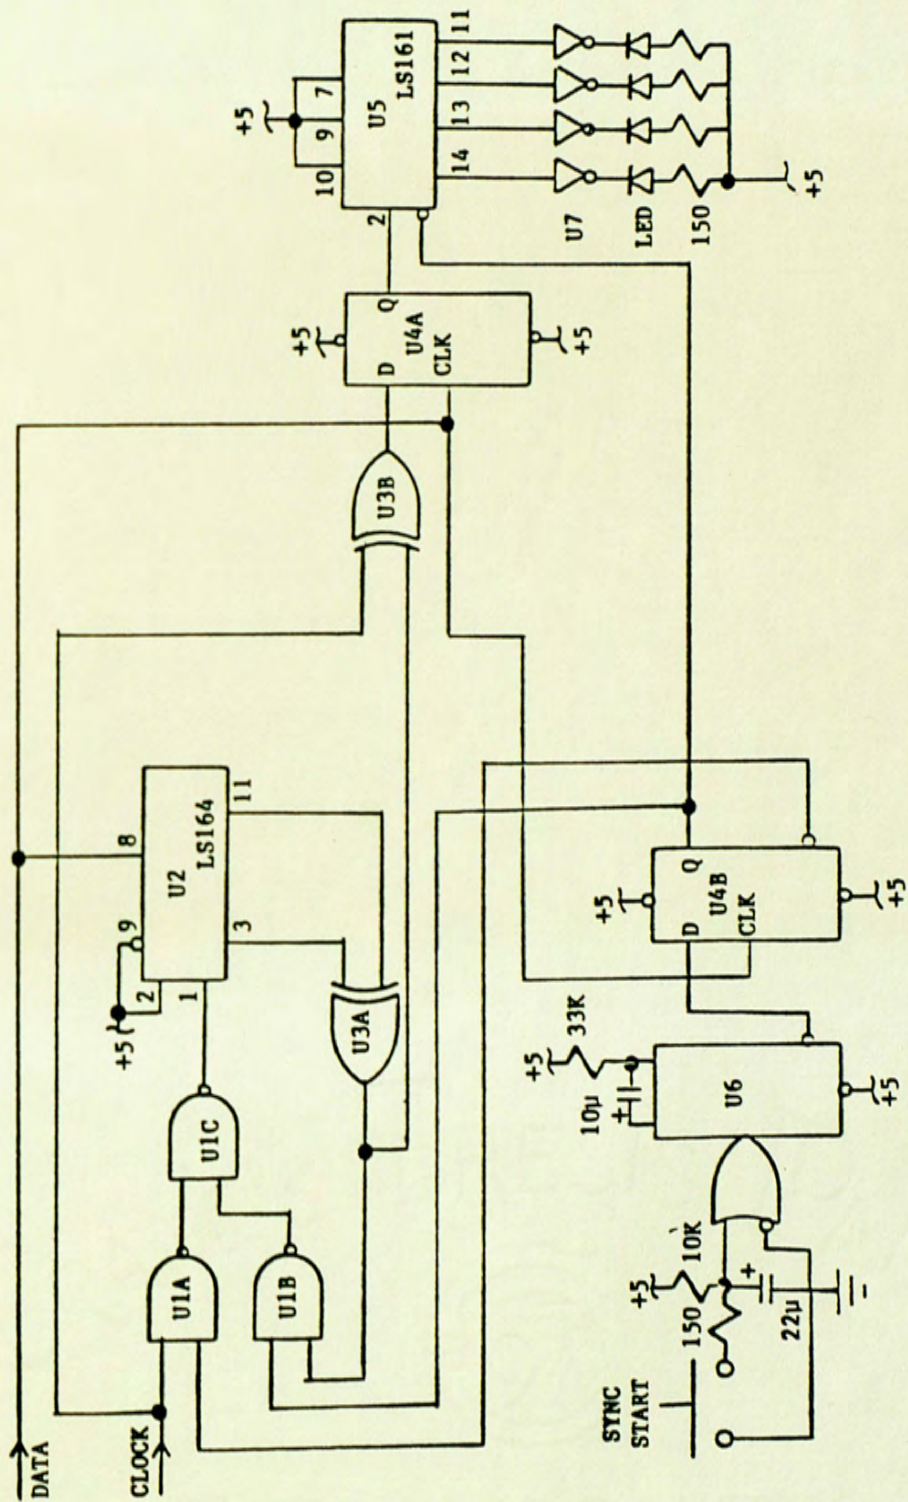 DATA
CLOCK
+5
2
9
8
1
U2
LS164
3
11
U1A
U1C
U1B
U3A
U3B
+5
D
Q
U4A
CLK
+5
+5
10
9
7
2
U5
LS161
14
13
12
11
U7
LED
150
+5
SYNC
START
+5
150
10K
22µ
+5
33K
10µ
U6
+5
+5
D
Q
U4B
CLK
+5